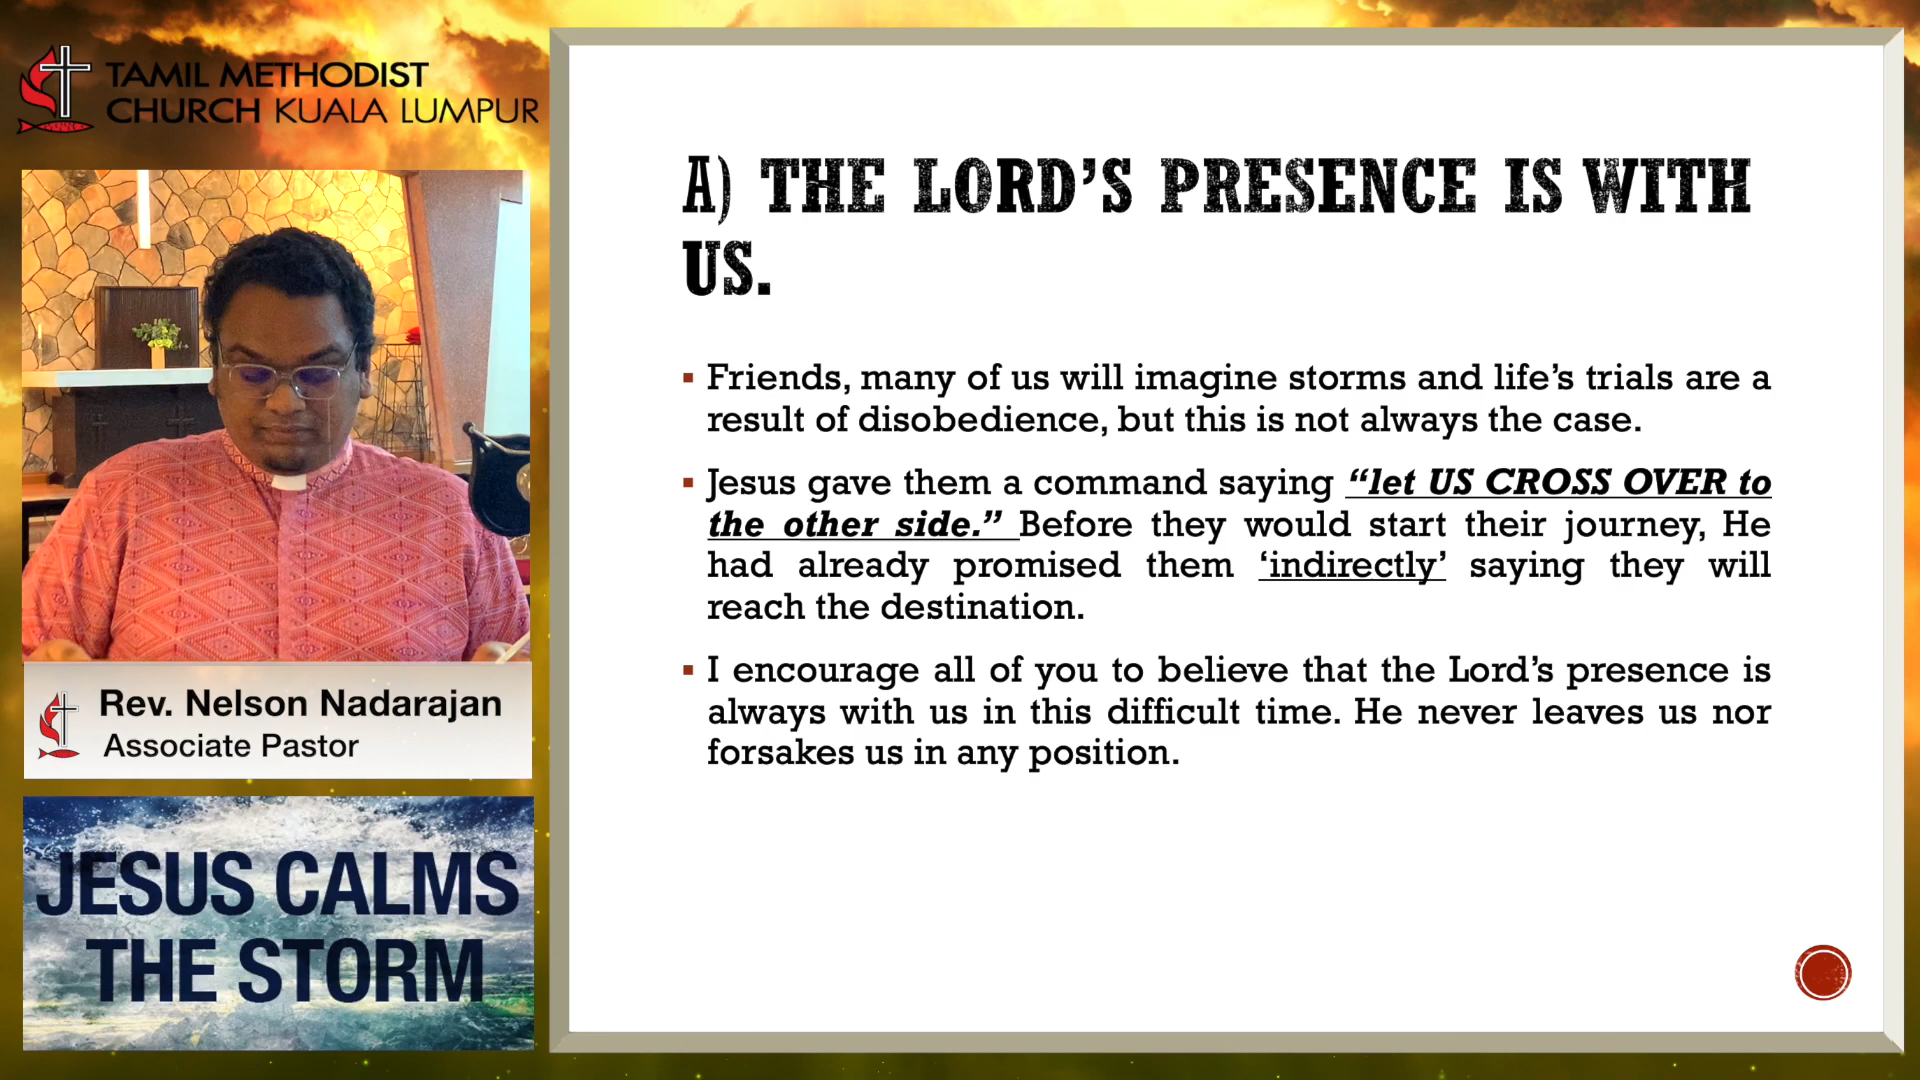 TAMIL METHODIST
CHURCH KUALA LUMPUR
Rev. Nelson Nadarajan
Associate Pastor
JESUS CALMS
THE STORM
A) THE LORD’S PRESENCE IS WITH
US.
▪ Friends, many of us will imagine storms and life’s trials are a
result of disobedience, but this is not always the case.
▪ Jesus gave them a command saying “let US CROSS OVER to
the other side.” Before they would start their journey, He
had already promised them ‘indirectly’ saying they will
reach the destination.
▪ I encourage all of you to believe that the Lord’s presence is
always with us in this difficult time. He never leaves us nor
forsakes us in any position.